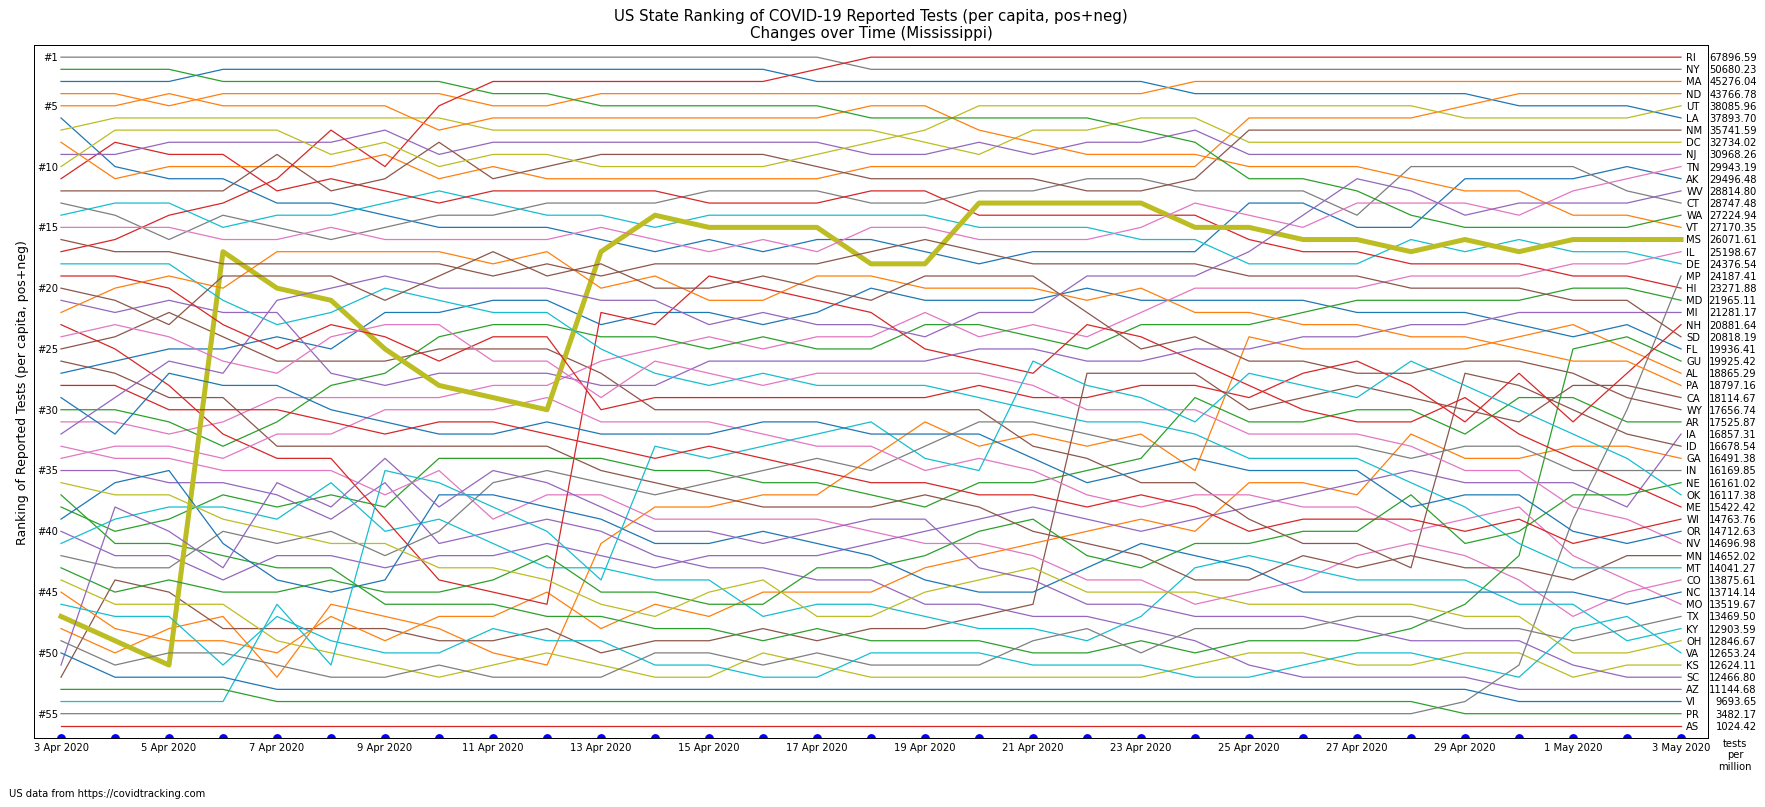 US State Ranking of COVID-19 Reported Tests (per capita, pos+neg)
Changes over Time (Mississippi)
Ranking of Reported Tests (per capita, pos+neg)
#1
#5
#10
#15
#20
#25
#30
#35
#40
#45
#50
#55
RI 67896.59
NY 50680.23
MA 45276.04
ND 43766.78
UT 38085.96
LA 37893.70
NM 35741.59
DC 32734.02
NJ 30968.26
TN 29943.19
AK 29496.48
WV 28814.80
CT 28747.48
WA 27224.94
VT 27170.35
MS 26071.61
IL 25198.67
DE 24376.54
MP 24187.41
HI 23271.88
MD 21965.11
MI 21281.17
NH 20881.64
SD 20818.19
FL 19936.41
GU 19925.42
AL 18865.29
PA 18797.16
CA 18114.67
WY 17656.74
AR 17525.87
IA 16857.31
ID 16678.54
GA 16491.38
IN 16169.85
NE 16161.02
OK 16117.38
ME 15422.42
WI 14763.76
OR 14712.63
NV 14696.98
MN 14652.02
MT 14041.27
CO 13875.61
NC 13714.14
MO 13519.67
TX 13469.50
KY 12903.59
OH 12846.67
VA 12653.24
KS 12624.11
SC 12466.80
AZ 11144.68
VI 9693.65
PR 3482.17
AS 1024.42
3 Apr 2020 5 Apr 2020 7 Apr 2020 9 Apr 2020 11 Apr 2020 13 Apr 2020 15 Apr 2020 17 Apr 2020 19 Apr 2020 21 Apr 2020 23 Apr 2020 25 Apr 2020 27 Apr 2020 29 Apr 2020 1 May 2020 3 May 2020
tests
per
million
US data from https://covidtracking.com